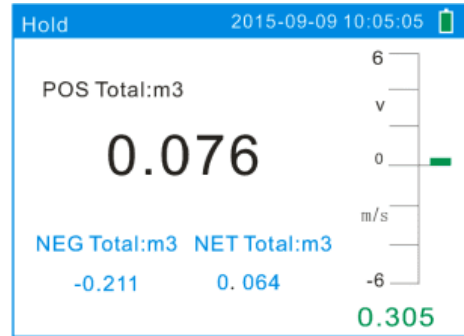 Hold 2015-09-09 10:05:05
6
POS Total:m3
v
0.076
0
m/s
NEG Total:m3 NET Total:m3
-0.211 0. 064
-6
0.305